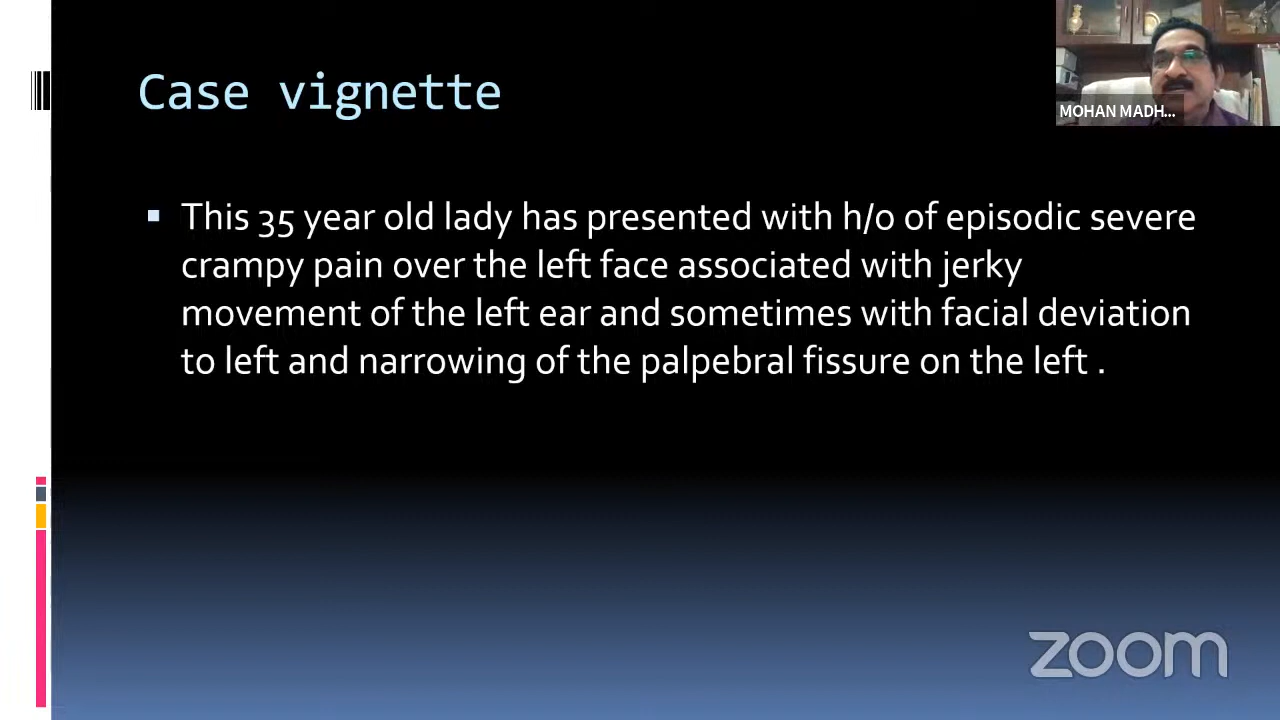 Case vignette
MOHAN MADH...
This 35 year old lady has presented with h/o of episodic severe
crampy pain over the left face associated with jerky
movement of the left ear and sometimes with facial deviation
to left and narrowing of the palpebral fissure on the left .
zoom